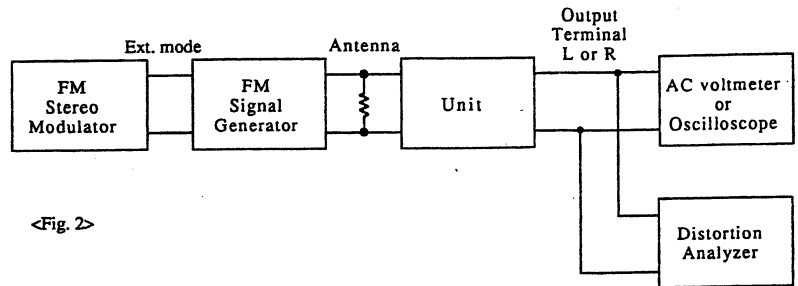 Output
Terminal
L or R
Ext. mode
Antenna
FM
Stereo
Modulator
FM
Signal
Generator
Unit
AC voltmeter
or
Oscilloscope
<Fig. 2>
Distortion
Analyzer